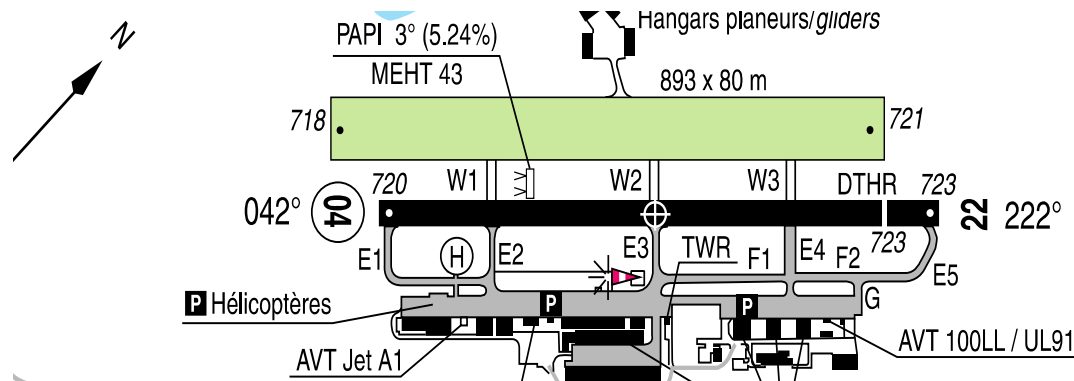 N
Hangars planeurs/gliders
PAPI 3° (5.24%)
MEHT 43
893 x 80 m
718
721
720
W1
W2
W3
DTHR
723
042°
04
22
222°
723
E1
H
E2
E3
TWR
F1
E4
F2
E5
P Hélicoptères
P
P
G
AVT Jet A1
AVT 100LL / UL91